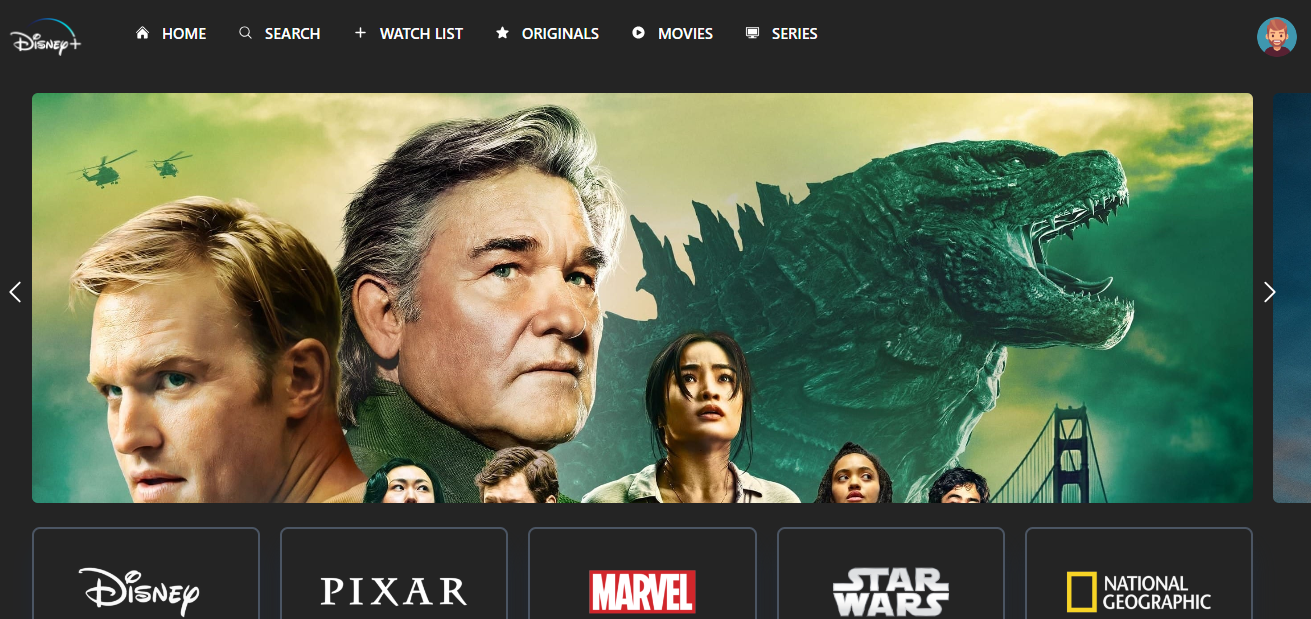 Disney+
HOME
SEARCH
WATCH LIST
ORIGINALS
MOVIES
SERIES
Disney
PIXAR
MARVEL
STAR
WARS
NATIONAL
GEOGRAPHIC